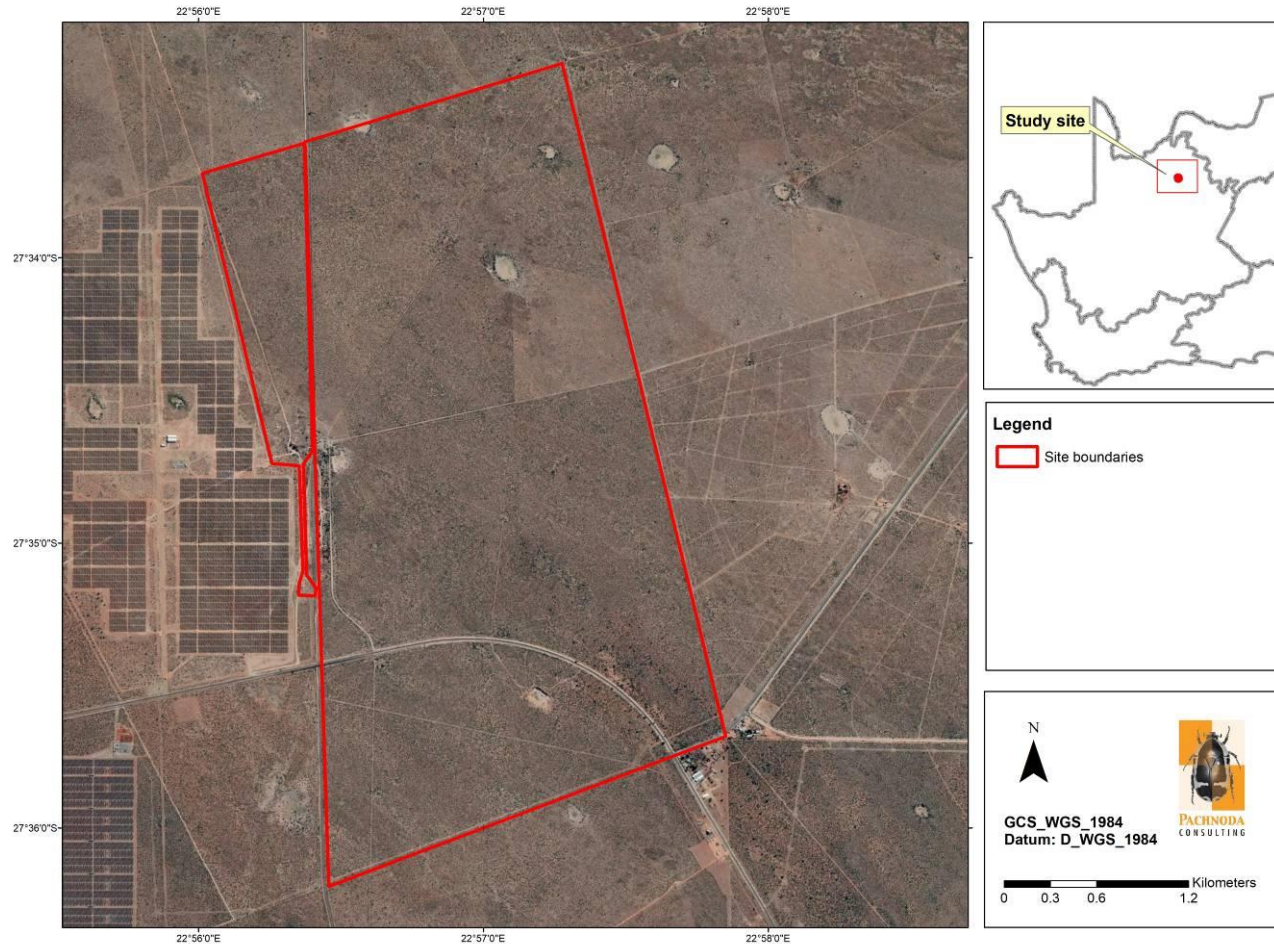 22°56'0"E
22°57'0"E
22°58'0"E
27°34'0"S
27°35'0"S
27°36'0"S
22°56'0"E
22°57'0"E
22°58'0"E
Study site
Legend
Site boundaries
N
GCS_WGS_1984
Datum: D_WGS_1984
PACHNODA
CONSULTING
Kilometers
0 0.3 0.6 1.2